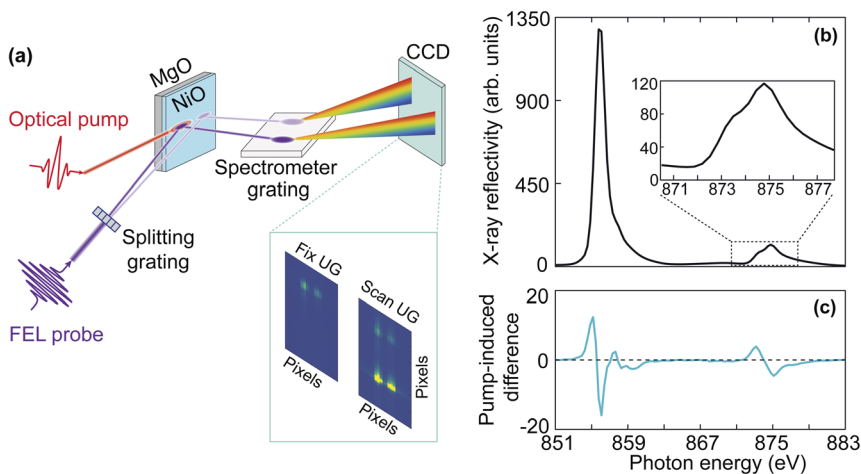 (a)
MgO
NiO
CCD
Optical pump
Spectrometer
grating
Splitting
grating
FEL probe
Fix UG
Scan UG
Pixels
Pixels
Pixels
(b)
X-ray reflectivity (arb. units)
1350
900
450
0
120
80
40
0
871 873 875 877
(c)
Pump-induced
difference
20
0
-20
851 859 867 875 883
Photon energy (eV)